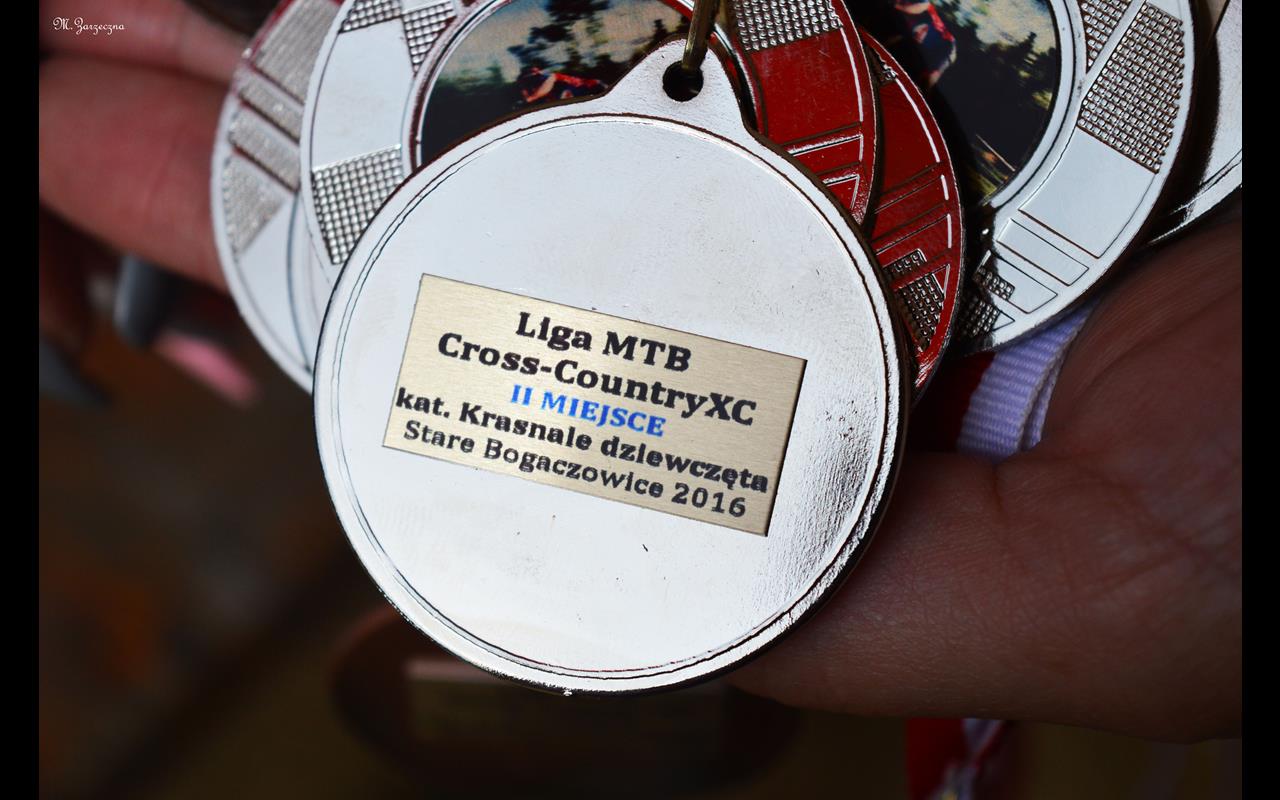 M. Zarzeczna
Liga MTB
Cross-CountryXC
II MIEJSCE
kat. Krasnale dziewczęta
Stare Bogaczowice 2016